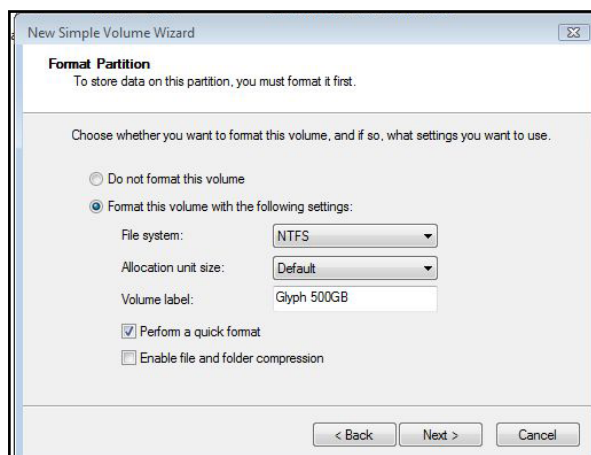 New Simple Volume Wizard
Format Partition
To store data on this partition, you must format it first.
Choose whether you want to format this volume, and if so, what settings you want to use.
Do not format this volume
Format this volume with the following settings:
File system: NTFS
Allocation unit size: Default
Volume label: Glyph 500GB
Perform a quick format
Enable file and folder compression
< Back Next > Cancel